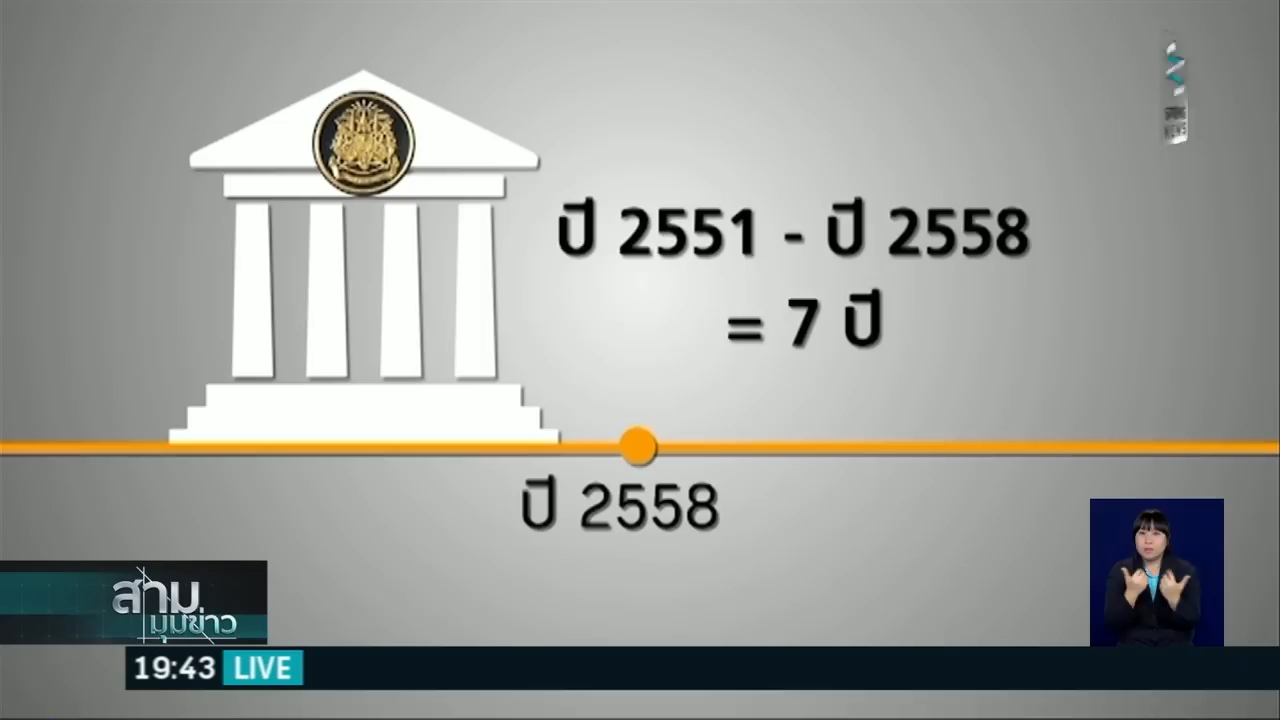 ปี 2551 - ปี 2558
= 7 ปี
ปี 2558
สาม
มุมข่าว
19:43 LIVE
NEWS